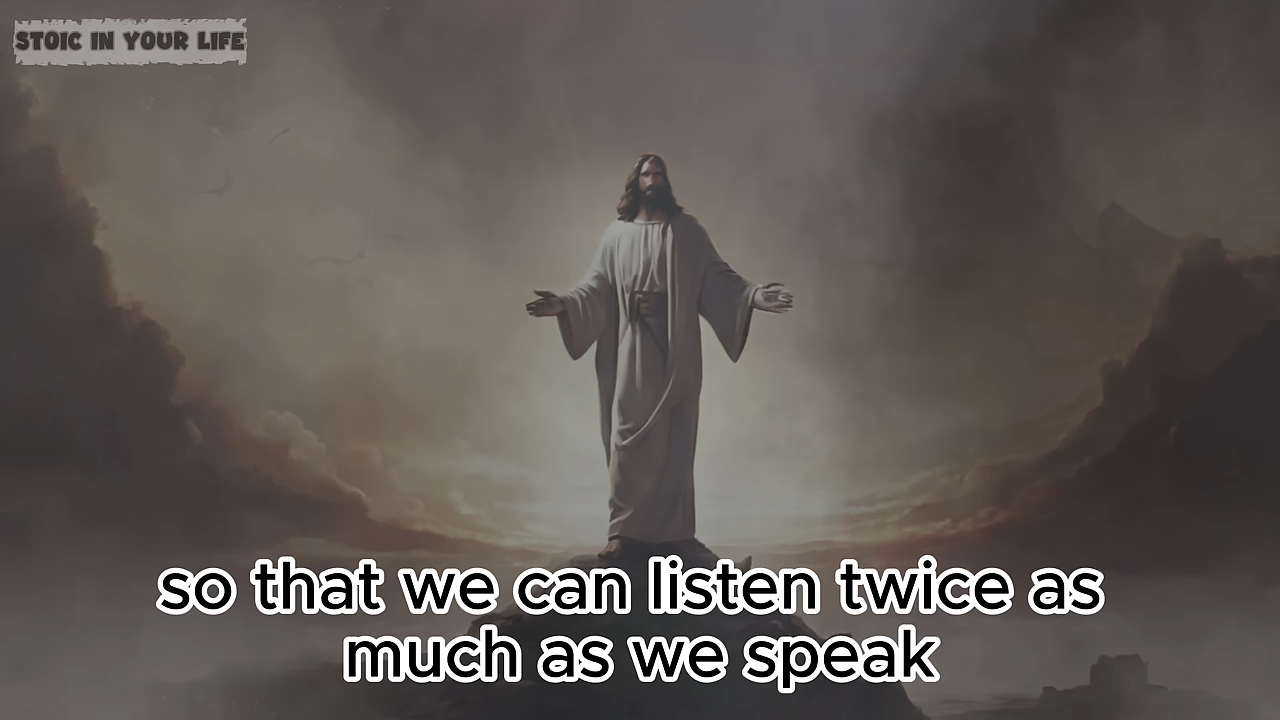 STOIC IN YOUR LIFE
so that we can listen twice as
much as we speak